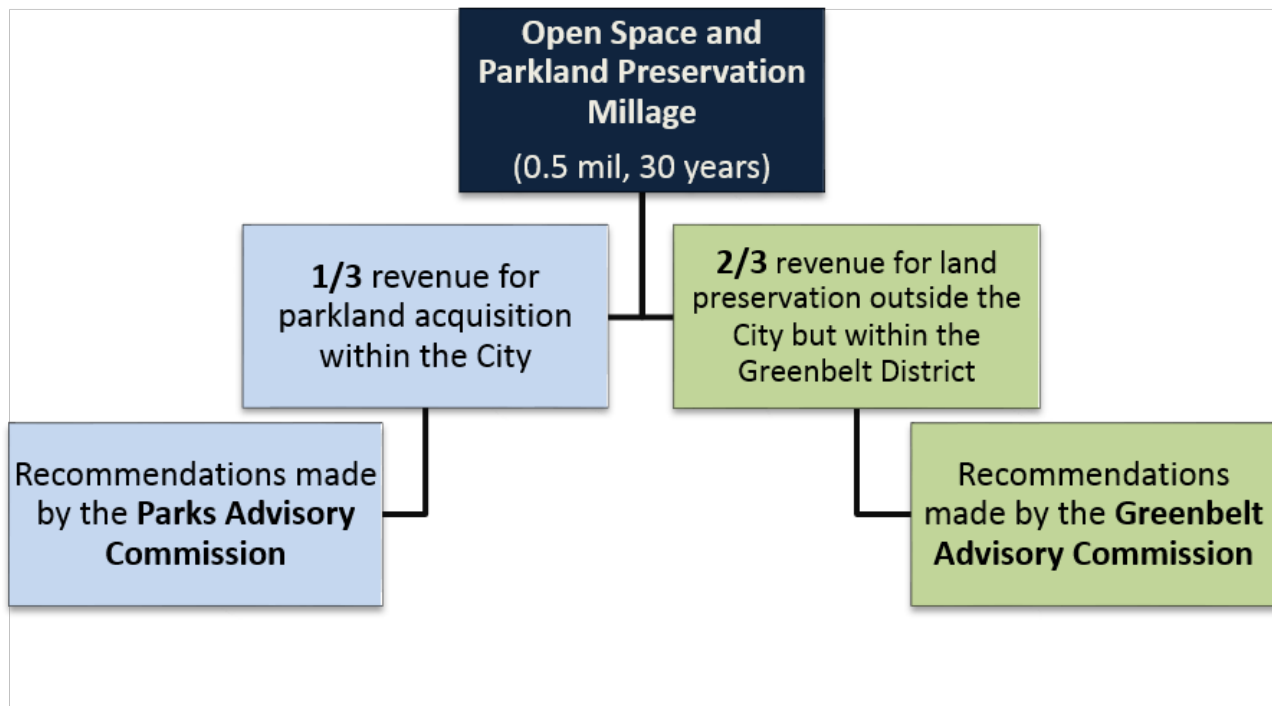 Open Space and
Parkland Preservation
Millage
(0.5 mil, 30 years)
1/3 revenue for
parkland acquisition
within the City
2/3 revenue for land
preservation outside the
City but within the
Greenbelt District
Recommendations made
by the Parks Advisory
Commission
Recommendations
made by the Greenbelt
Advisory Commission